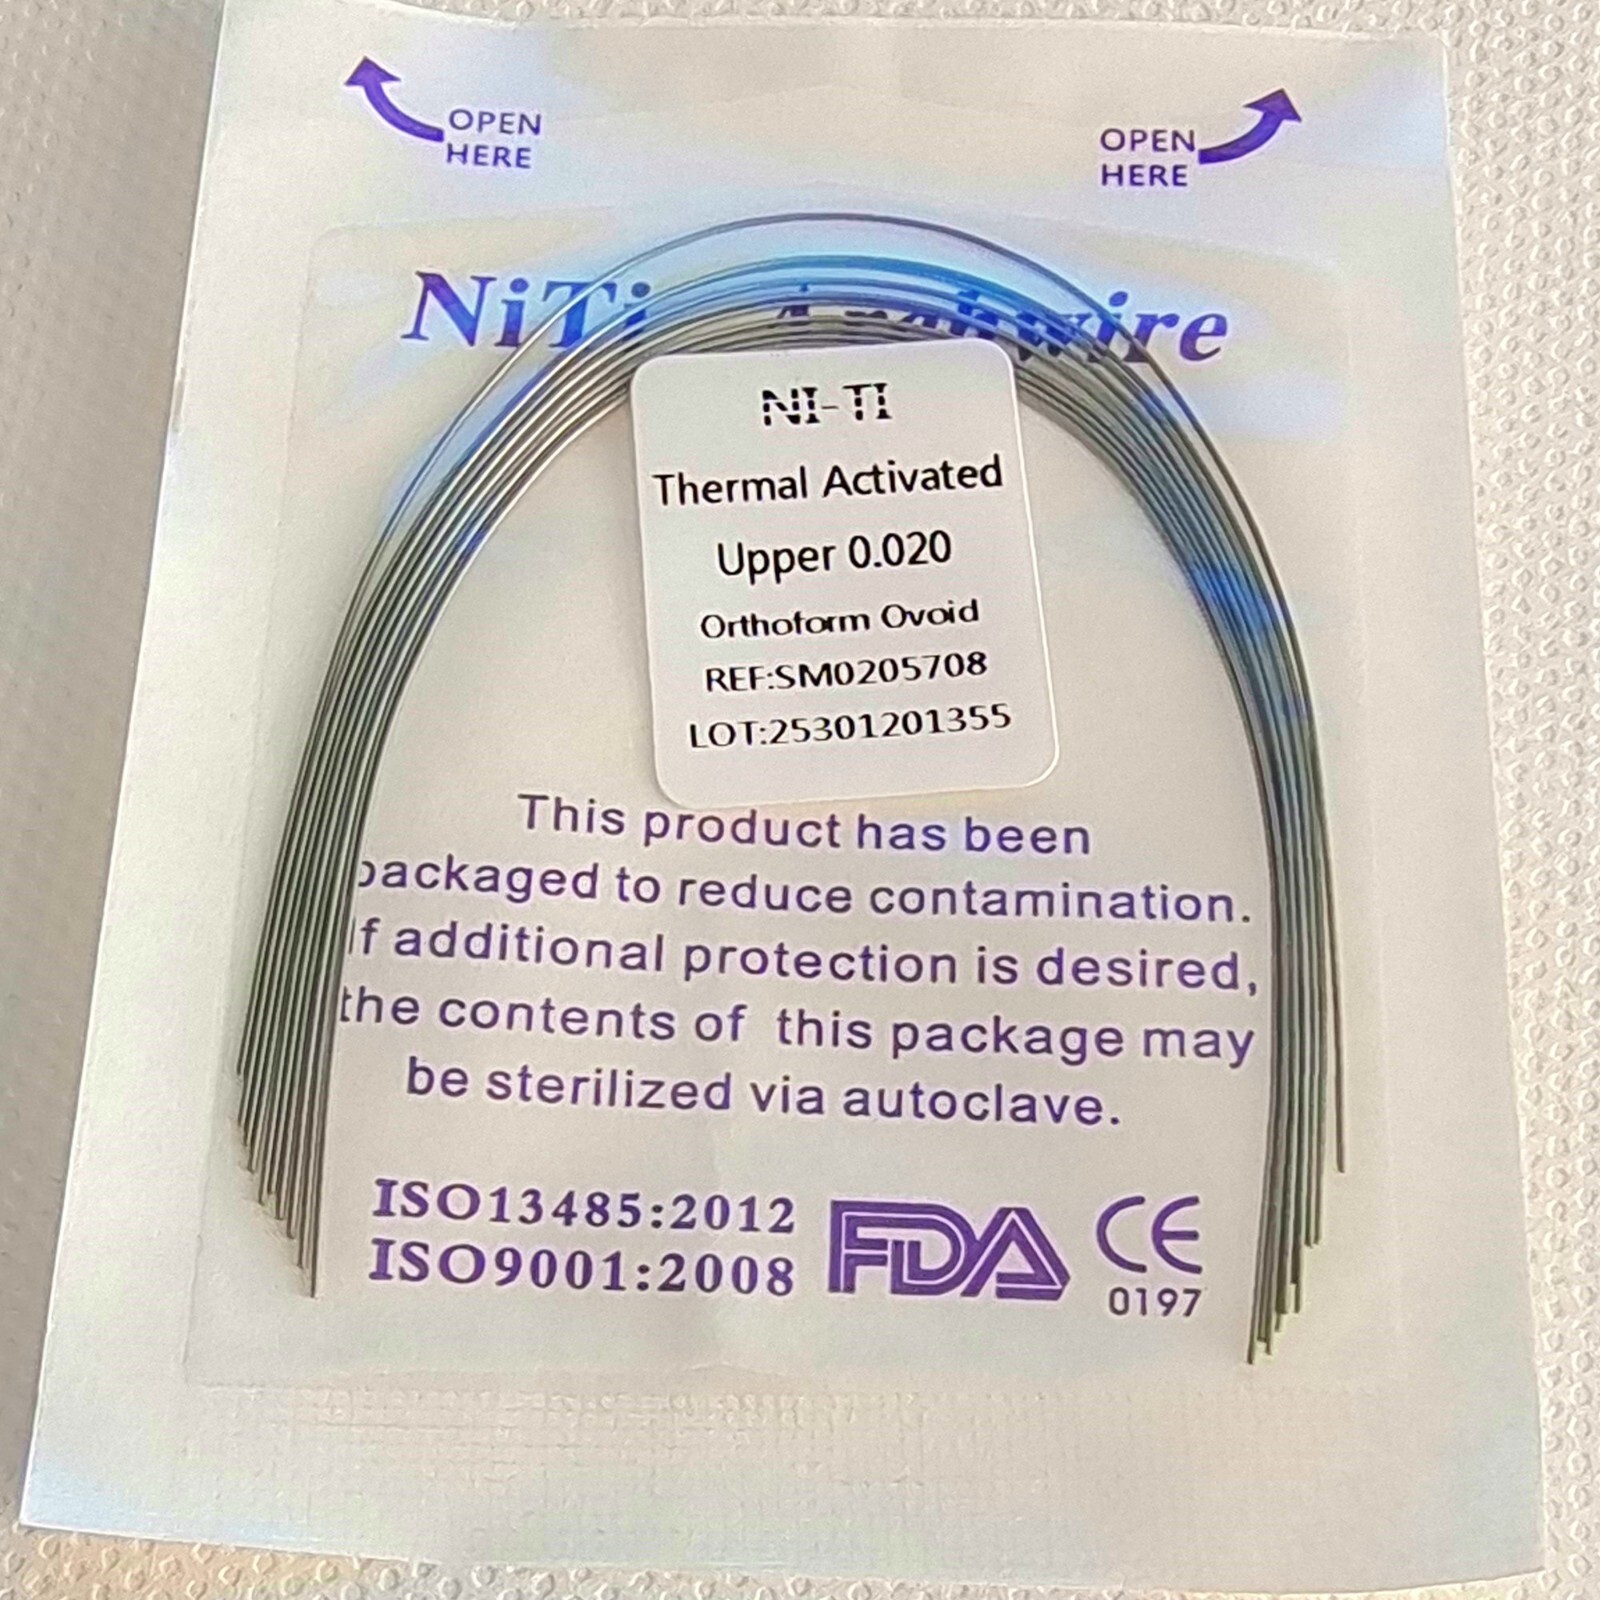 OPEN
HERE
OPEN
HERE
NiTi Archwire
NI-TI
Thermal Activated
Upper 0.020
Orthoform Ovoid
REF:SM0205708
LOT:25301201355
This product has been
packaged to reduce contamination.
If additional protection is desired,
the contents of this package may
be sterilized via autoclave.
ISO13485:2012
ISO9001:2008
FDA
CE
0197